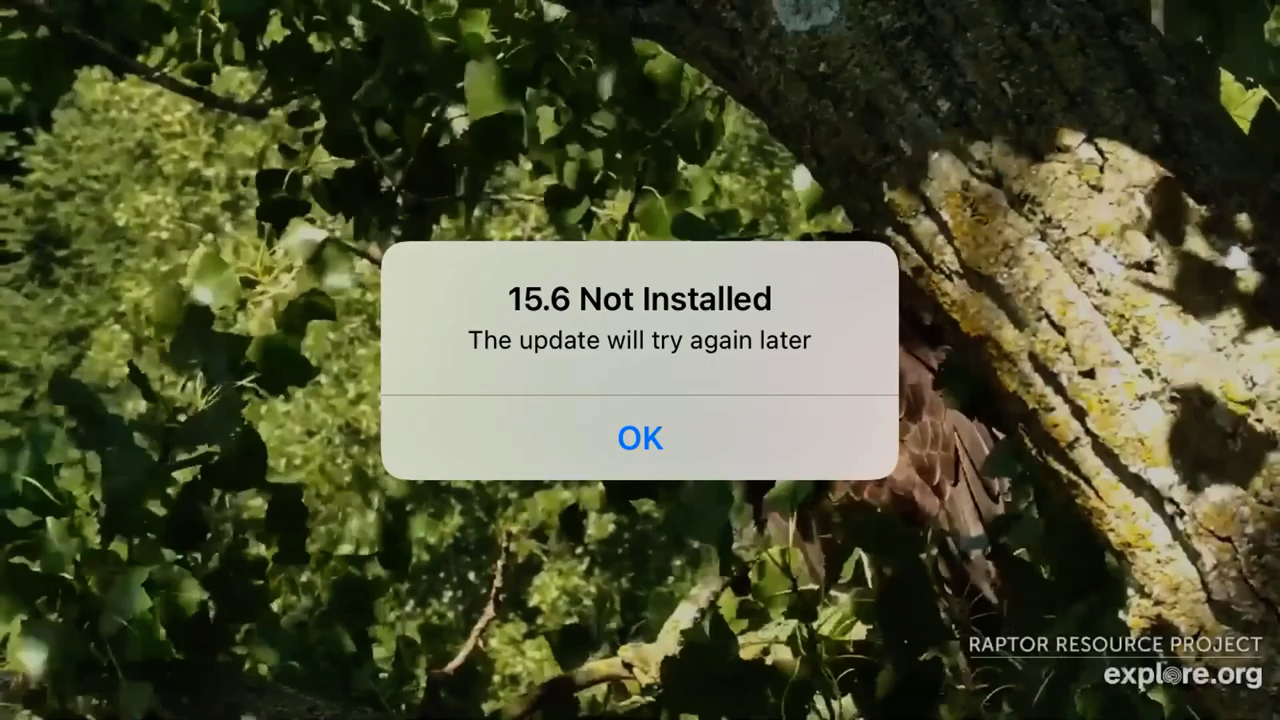 15.6 Not Installed
The update will try again later
OK
RAPTOR RESOURCE PROJECT
explore.org